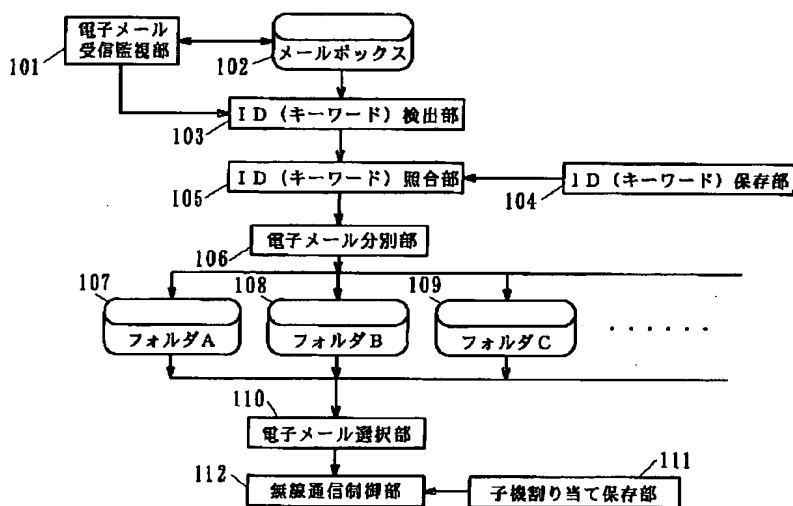 電子メール
受信監視部
101
メールボックス
102
ID(キーワード)検出部
103
ID(キーワード)照合部
105
ID(キーワード)保存部
104
電子メール分別部
106
107
フォルダA
108
フォルダB
109
フォルダC
・・・・・・
110
電子メール選択部
112
無線通信制御部
111
子機割り当て保存部